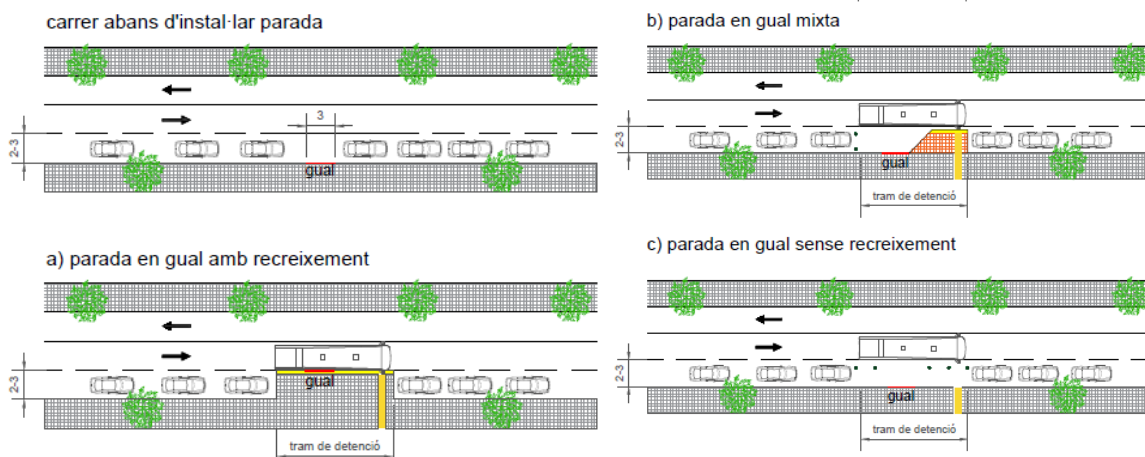 carrer abans d'instal·lar parada
3
2-3
gual
b) parada en gual mixta
2-3
gual
tram de detenció
a) parada en gual amb recreixement
2-3
gual
tram de detenció
c) parada en gual sense recreixement
2-3
gual
tram de detenció